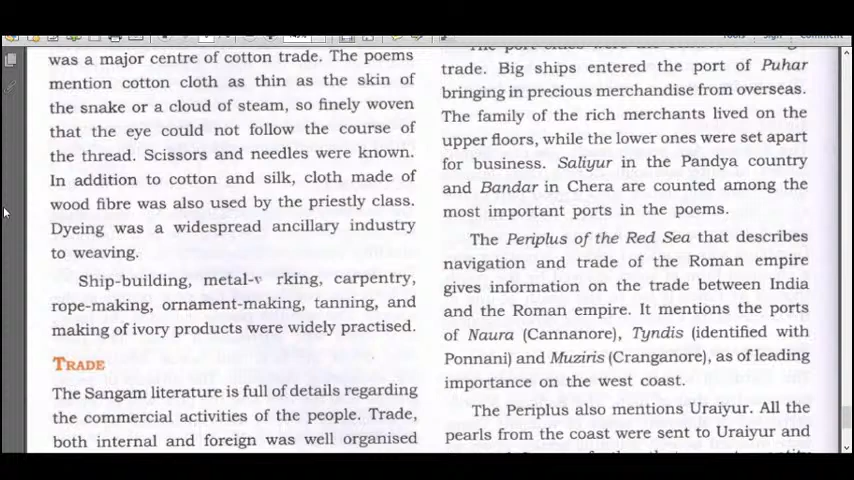 was a major centre of cotton trade. The poems
mention cotton cloth as thin as the skin of
the snake or a cloud of steam, so finely woven
that the eye could not follow the course of
the thread. Scissors and needles were known.
In addition to cotton and silk, cloth made of
wood fibre was also used by the priestly class.
Dyeing was a widespread ancillary industry
to weaving.
Ship-building, metal- rking, carpentry,
rope-making, ornament-making, tanning, and
making of ivory products were widely practised.
TRADE
The Sangam literature is full of details regarding
the commercial activities of the people. Trade,
both internal and foreign was well organised
trade. Big ships entered the port of Puhar
bringing in precious merchandise from overseas.
The family of the rich merchants lived on the
upper floors, while the lower ones were set apart
for business. Saliyur in the Pandya country
and Bandar in Chera are counted among the
most important ports in the poems.
The Periplus of the Red Sea that describes
navigation and trade of the Roman empire
gives information on the trade between India
and the Roman empire. It mentions the ports
of Naura (Cannanore), Tyndis (identified with
Ponnani) and Muziris (Cranganore), as of leading
importance on the west coast.
The Periplus also mentions Uraiyur. All the
pearls from the coast were sent to Uraiyur and